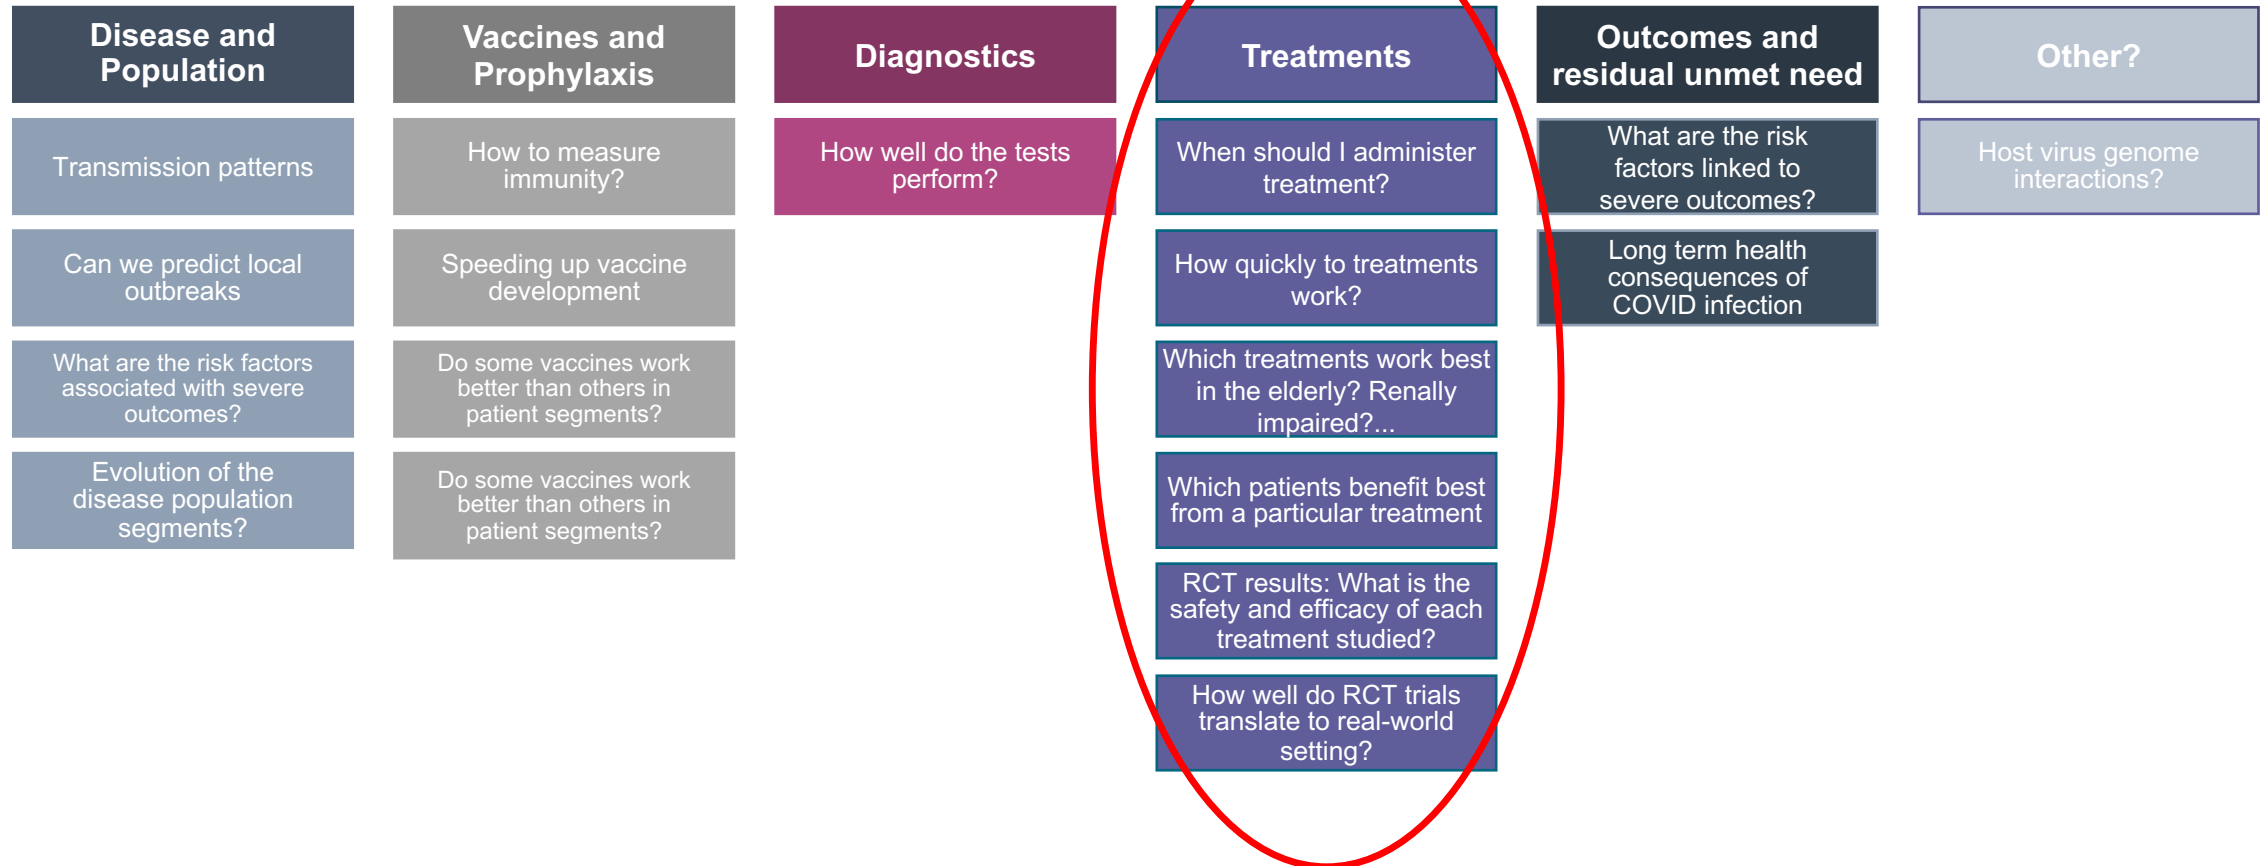 Disease and
Population
Transmission patterns
Can we predict local
outbreaks
What are the risk factors
associated with severe
outcomes?
Evolution of the
disease population
segments?
Vaccines and
Prophylaxis
How to measure
immunity?
Speeding up vaccine
development
Do some vaccines work
better than others in
patient segments?
Do some vaccines work
better than others in
patient segments?
Diagnostics
How well do the tests
perform?
Treatments
When should I administer
treatment?
How quickly to treatments
work?
Which treatments work best
in the elderly? Renally
impaired?...
Which patients benefit best
from a particular treatment
RCT results: What is the
safety and efficacy of each
treatment studied?
How well do RCT trials
translate to real-world
setting?
Outcomes and
residual unmet need
What are the risk
factors linked to
severe outcomes?
Long term health
consequences of
COVID infection
Other?
Host virus genome
interactions?